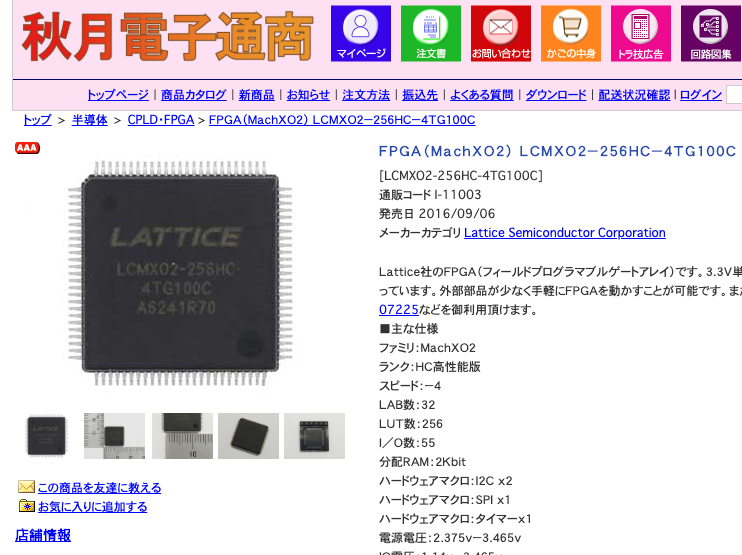 秋月電子通商
マイページ
注文書
お問い合わせ
かごの中身
トラ技広告
回路図集
トップページ | 商品カタログ | 新商品 | お知らせ | 注文方法 | 振込先 | よくある質問 | ダウンロード | 配送状況確認 | ログイン
トップ > 半導体 > CPLD・FPGA > FPGA(MachXO2) LCMXO2-256HC-4TG100C
AAA
LATTICE
LCMXO2-256HC
4TG100C
A6241R70
FPGA(MachXO2) LCMXO2-256HC-4TG100C
[LCMXO2-256HC-4TG100C]
通販コード I-11003
発売日 2016/09/06
メーカーカテゴリ Lattice Semiconductor Corporation
Lattice社のFPGA(フィールドプログラマブルゲートアレイ)です。3.3V単
っています。外部部品が少なく手軽にFPGAを動かすことが可能です。ま
07225などを御利用頂けます。
■主な仕様
ファミリ:MachXO2
ランク:HC高性能版
スピード:-4
LAB数:32
LUT数:256
I/O数:55
分配RAM:2Kbit
ハードウェアマクロ:I2C x2
ハードウェアマクロ:SPI x1
ハードウェアマクロ:タイマーx1
電源電圧:2.375v-3.465v
この商品を友達に教える
お気に入りに追加する
店舗情報